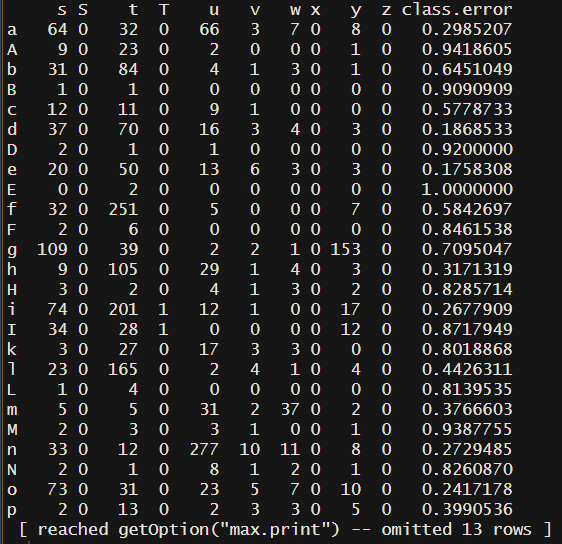 s S t T u v w x y z class.error
a 64 0 32 0 66 3 7 0 8 0 0.2985207
A 9 0 23 0 2 0 0 0 1 0 0.9418605
b 31 0 84 0 4 1 3 0 1 0 0.6451049
B 1 0 1 0 0 0 0 0 0 0 0.9090909
c 12 0 11 0 9 1 0 0 0 0 0.5778733
d 37 0 70 0 16 3 4 0 3 0 0.1868533
D 2 0 1 0 1 0 0 0 0 0 0.9200000
e 20 0 50 0 13 6 3 0 3 0 0.1758308
E 0 0 2 0 0 0 0 0 0 0 1.0000000
f 32 0 251 0 5 0 0 0 7 0 0.5842697
F 2 0 6 0 0 0 0 0 0 0 0.8461538
g 109 0 39 0 2 2 1 0 153 0 0.7095047
h 9 0 105 0 29 1 4 0 3 0 0.3171319
H 3 0 2 0 4 1 3 0 2 0 0.8285714
i 74 0 201 1 12 1 0 0 17 0 0.2677909
I 34 0 28 1 0 0 0 0 12 0 0.8717949
k 3 0 27 0 17 3 3 0 0 0 0.8018868
l 23 0 165 0 2 4 1 0 4 0 0.4426311
L 1 0 4 0 0 0 0 0 0 0 0.8139535
m 5 0 5 0 31 2 37 0 2 0 0.3766603
M 2 0 3 0 3 1 0 0 1 0 0.9387755
n 33 0 12 0 277 10 11 0 8 0 0.2729485
N 2 0 1 0 8 1 2 0 1 0 0.8260870
o 73 0 31 0 23 5 7 0 10 0 0.2417178
p 2 0 13 0 2 3 3 0 5 0 0.3990536
[ reached getOption("max.print") -- omitted 13 rows ]